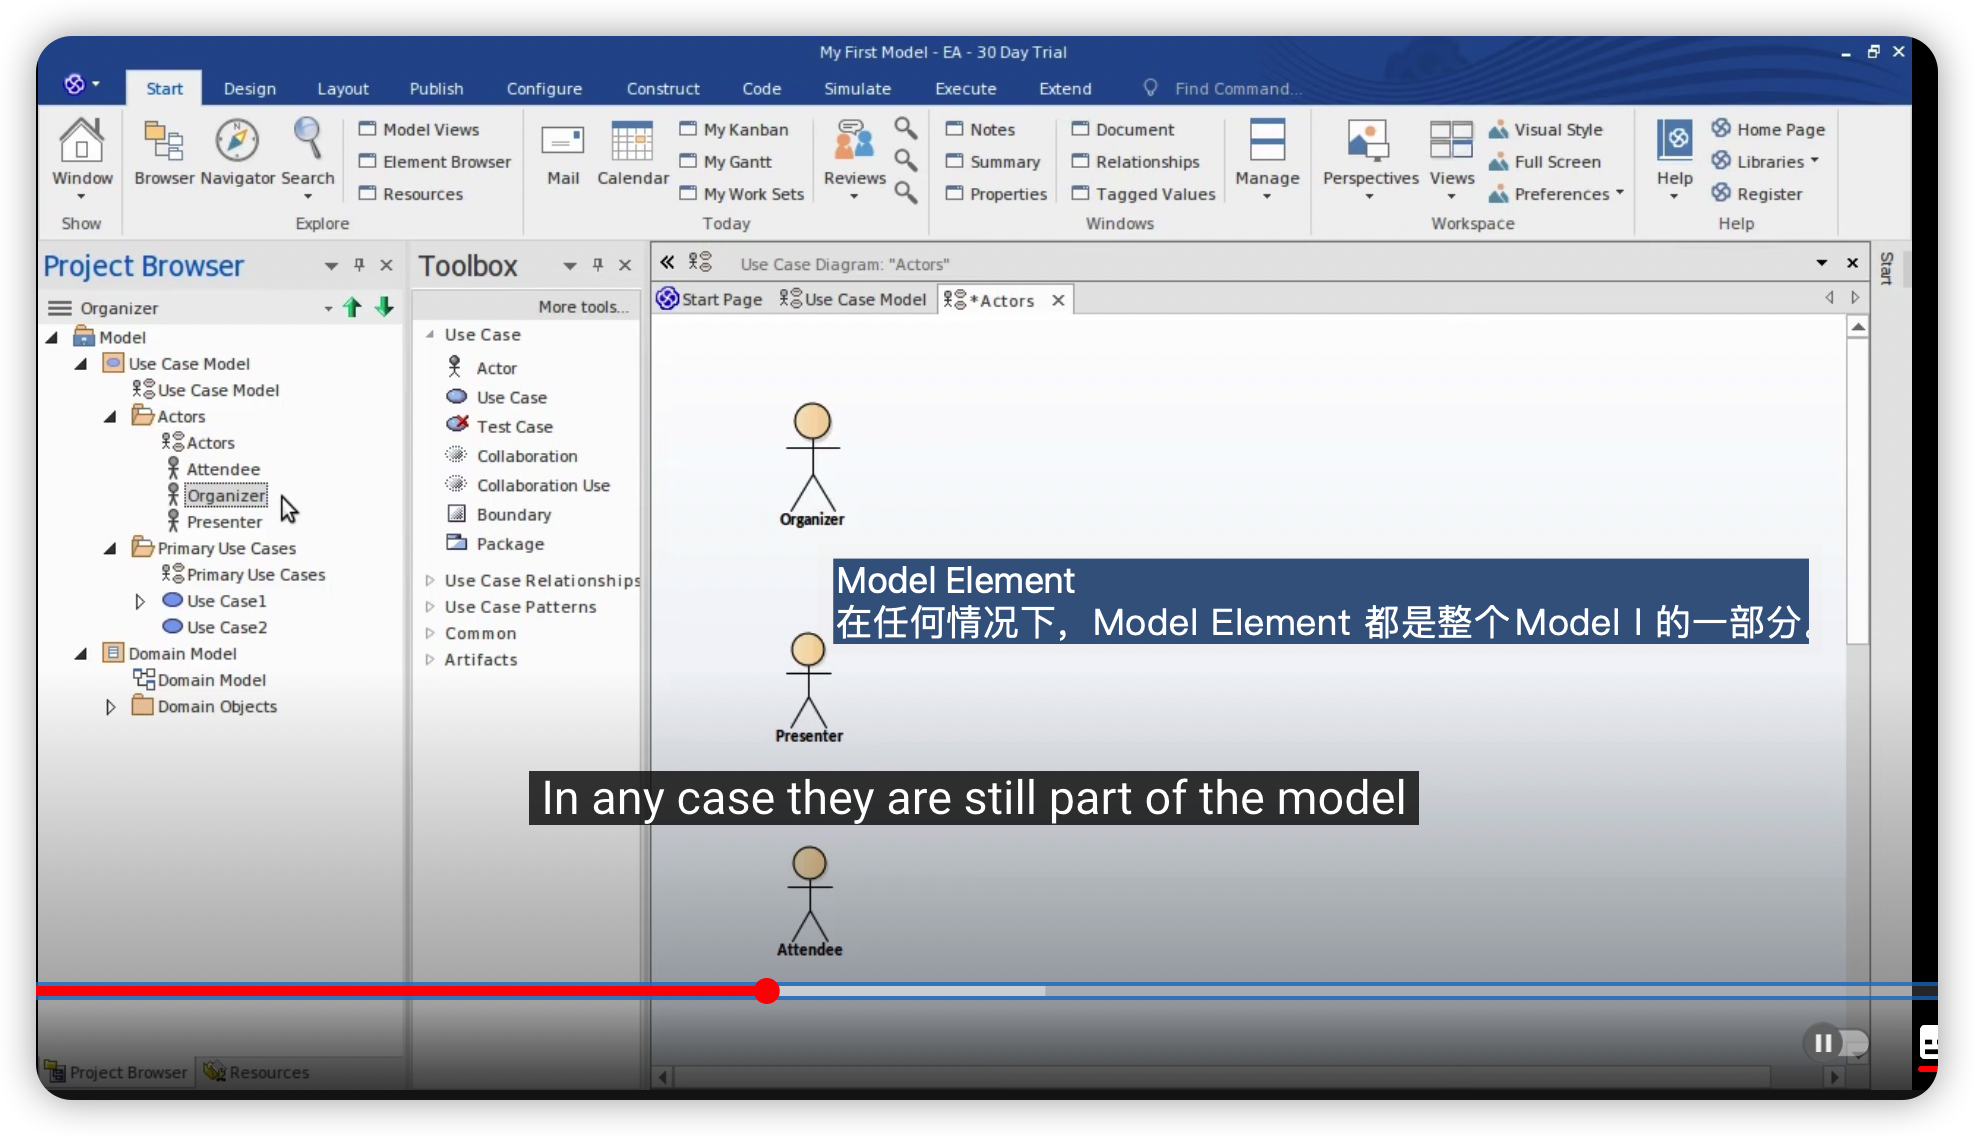 My First Model - EA - 30 Day Trial
Start Design Layout Publish Configure Construct Code Simulate Execute Extend Find Command...
Window
Show
Browser Navigator Search
Model Views
Element Browser
Resources
Explore
Mail Calendar
My Kanban
My Gantt
My Work Sets
Reviews
Today
Notes
Summary
Properties
Document
Relationships
Tagged Values
Manage
Windows
Perspectives Views
Visual Style
Full Screen
Preferences
Workspace
Help
Home Page
Libraries
Register
Help
Project Browser
Organizer
Model
Use Case Model
Use Case Model
Actors
Actors
Attendee
Organizer
Presenter
Primary Use Cases
Primary Use Cases
Use Case1
Use Case2
Domain Model
Domain Model
Domain Objects
Project Browser Resources
Toolbox
More tools...
Use Case
Actor
Use Case
Test Case
Collaboration
Collaboration Use
Boundary
Package
Use Case Relationships
Use Case Patterns
Common
Artifacts
Use Case Diagram: "Actors"
Start Page Use Case Model *Actors
Start
Organizer
Model Element
在任何情况下，Model Element 都是整个Model l 的一部分。
Presenter
In any case they are still part of the model
Attendee